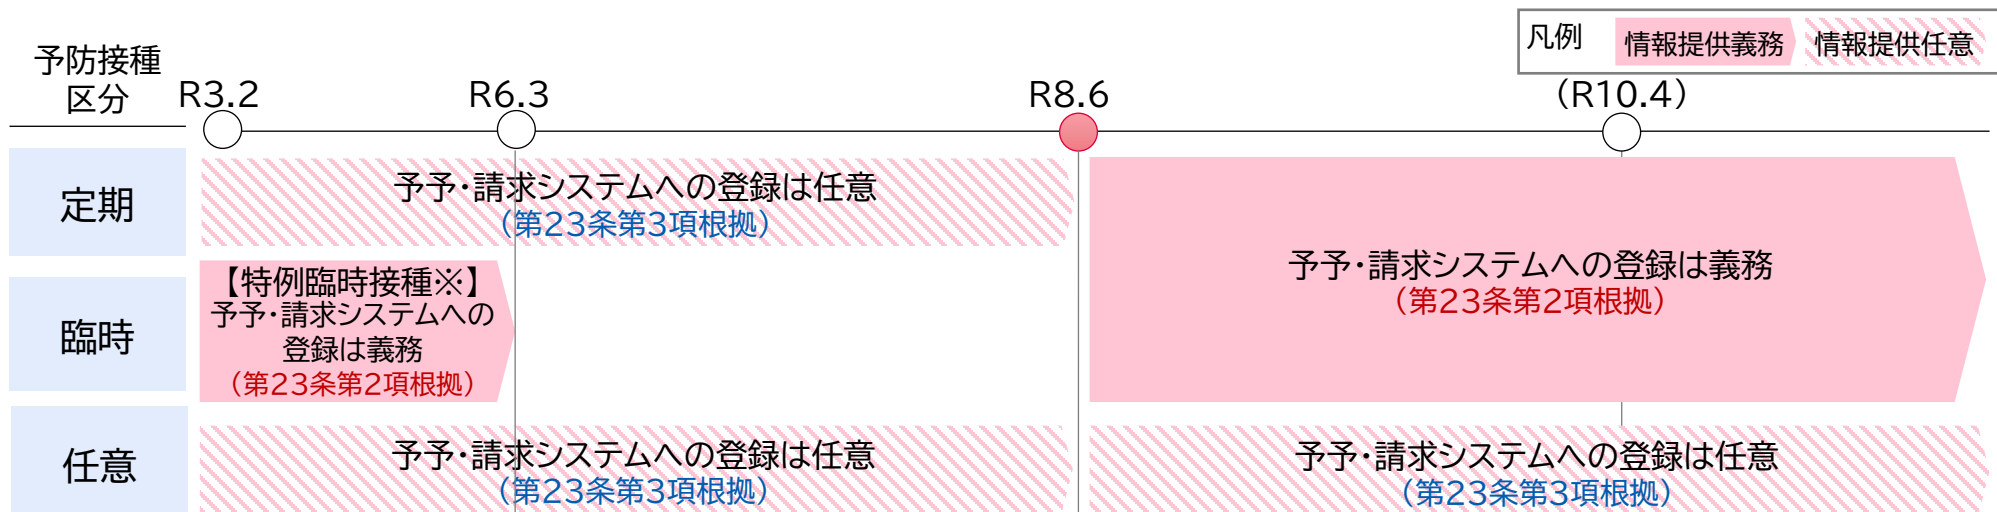 凡例
情報提供義務
情報提供任意
予防接種
区分
R3.2
R6.3
R8.6
(R10.4)
定期
予予・請求システムへの登録は任意
(第23条第3項根拠)
臨時
【特例臨時接種※】
予予・請求システムへの
登録は義務
(第23条第2項根拠)
予予・請求システムへの登録は義務
(第23条第2項根拠)
任意
予予・請求システムへの登録は任意
(第23条第3項根拠)
予予・請求システムへの登録は任意
(第23条第3項根拠)